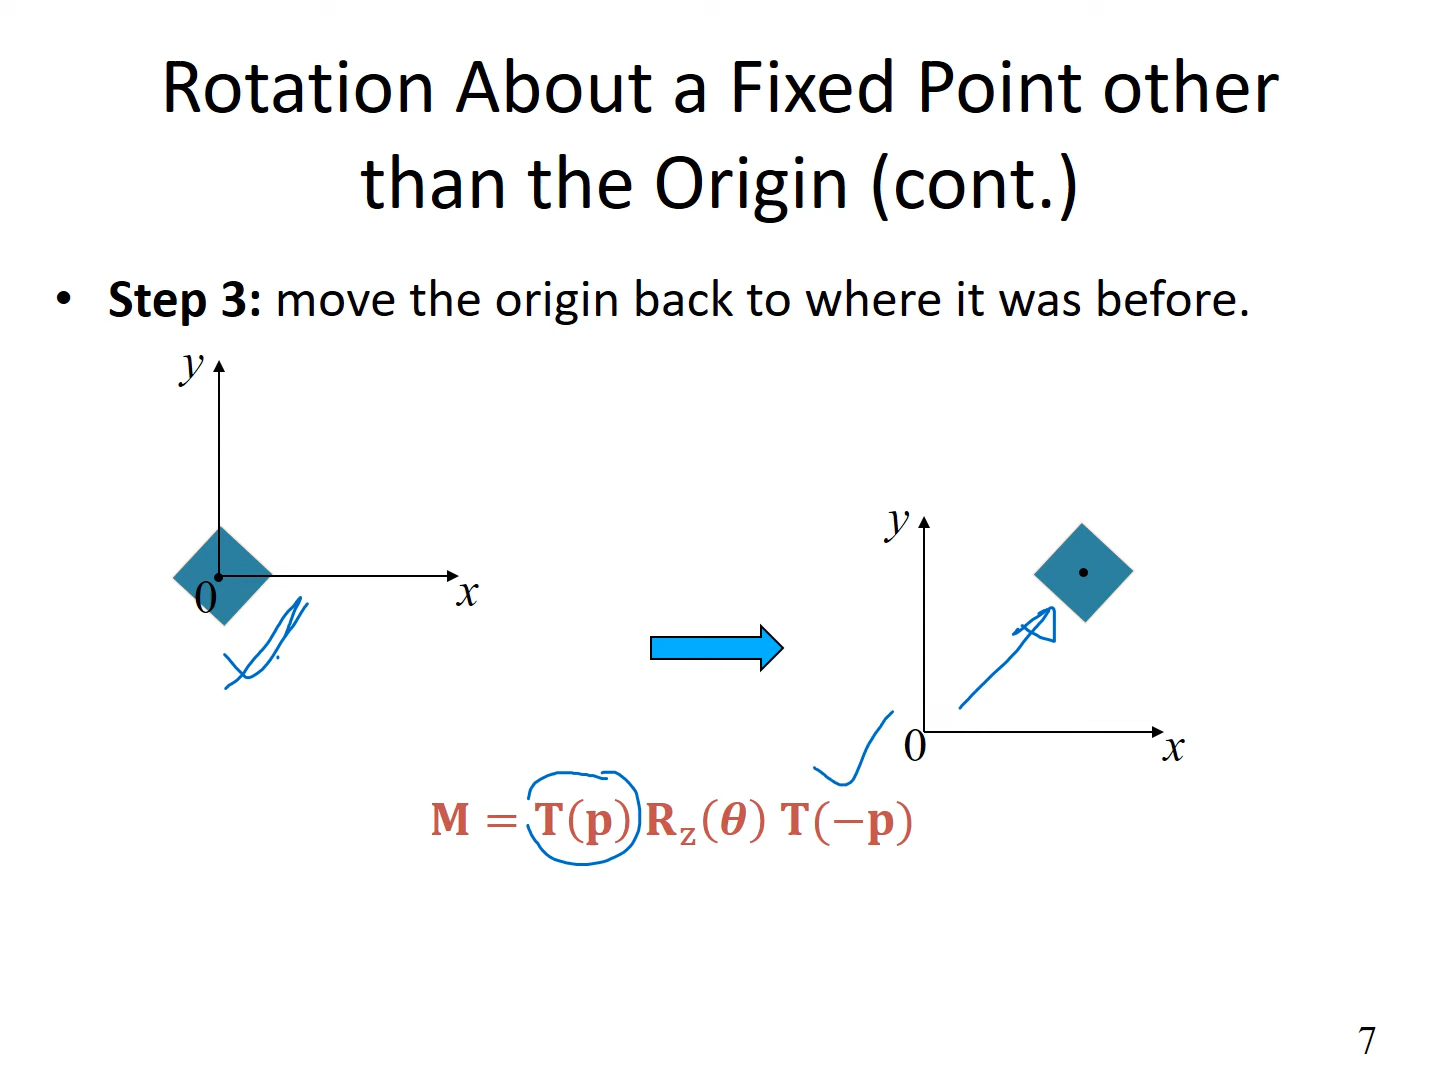 Rotation About a Fixed Point other
than the Origin (cont.)
• Step 3: move the origin back to where it was before.
y
0
x
y
0
x
M = T(p) R_z(θ) T(−p)
7